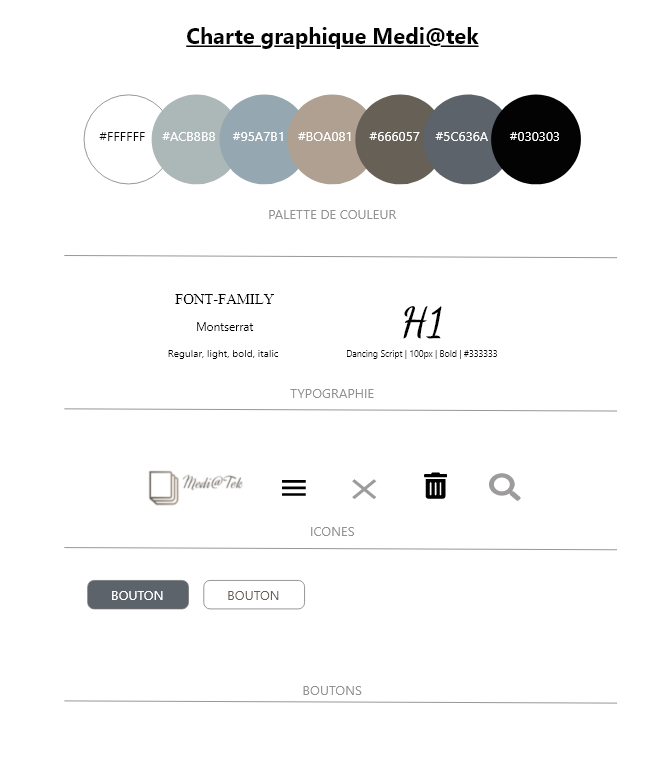 Charte graphique Medi@tek
#FFFFFF #ACB8B8 #95A7B1 #BOA081 #666057 #5C636A #030303
PALETTE DE COULEUR
FONT-FAMILY
Montserrat
Regular, light, bold, italic
H1
Dancing Script | 100px | Bold | #333333
TYPOGRAPHIE
Medi@Tek
ICONES
BOUTON BOUTON
BOUTONS